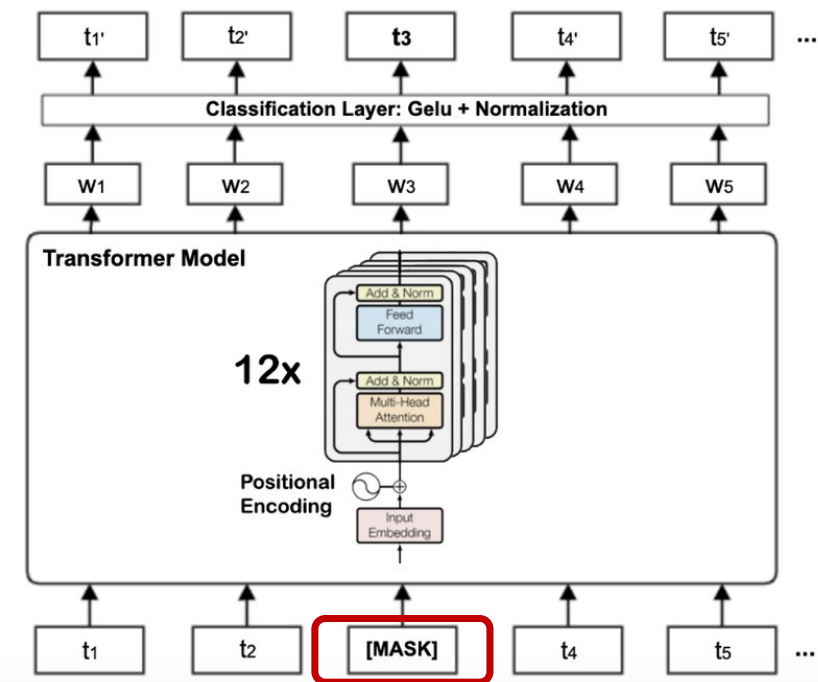 t1' t2' t3 t4' t5' ...
Classification Layer: Gelu + Normalization
w1 w2 w3 w4 w5
Transformer Model
12x
Add & Norm
Feed
Forward
Add & Norm
Multi-Head
Attention
Positional
Encoding
Input
Embedding
t1 t2 [MASK] t4 t5 ...